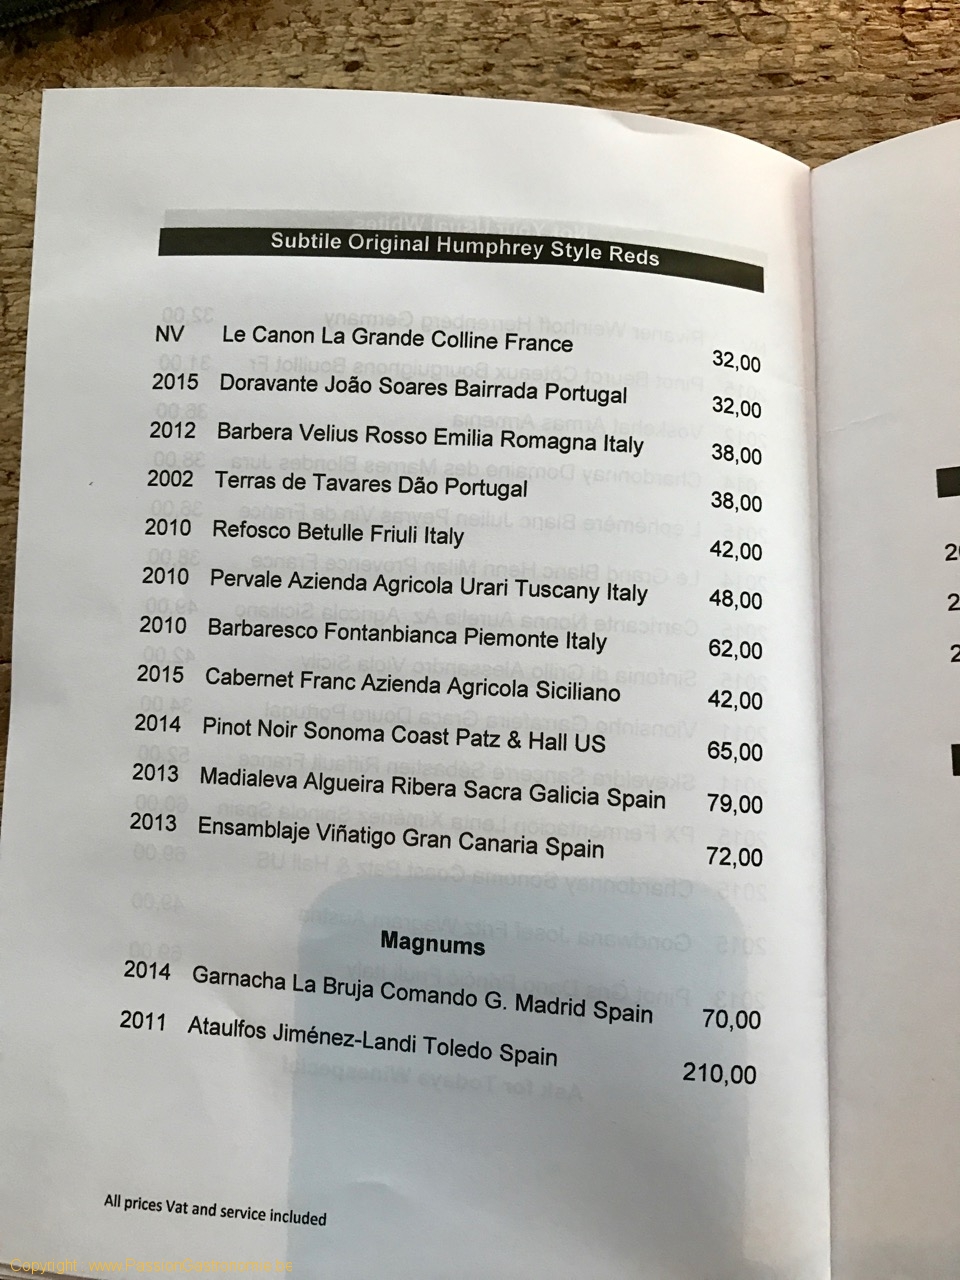 Subtile Original Humphrey Style Reds
NV Le Canon La Grande Colline France 32,00
2015 Doravante João Soares Bairrada Portugal 32,00
2012 Barbera Velius Rosso Emilia Romagna Italy 38,00
2002 Terras de Tavares Dão Portugal 38,00
2010 Refosco Betulle Friuli Italy 42,00
2010 Pervale Azienda Agricola Urari Tuscany Italy 48,00
2010 Barbaresco Fontanbianca Piemonte Italy 62,00
2015 Cabernet Franc Azienda Agricola Siciliano 42,00
2014 Pinot Noir Sonoma Coast Patz & Hall US 65,00
2013 Madialeva Algueira Ribera Sacra Galicia Spain 79,00
2013 Ensamblaje Viñatigo Gran Canaria Spain 72,00
Magnums
2014 Garnacha La Bruja Comando G. Madrid Spain 70,00
2011 Ataulfos Jiménez-Landi Toledo Spain 210,00
All prices Vat and service included
Copyright www.PassionGastronomie.be